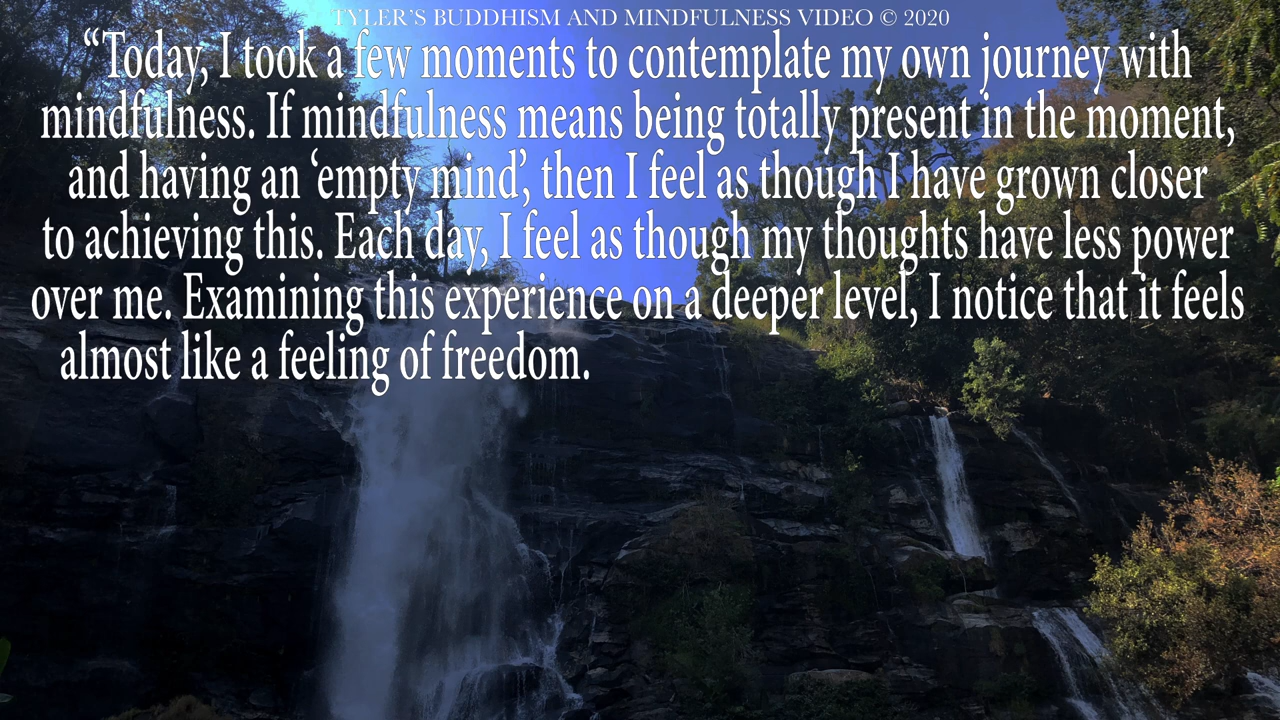 TYLER'S BUDDHISM AND MINDFULNESS VIDEO © 2020
“Today, I took a few moments to contemplate my own journey with
mindfulness. If mindfulness means being totally present in the moment,
and having an ‘empty mind’, then I feel as though I have grown closer
to achieving this. Each day, I feel as though my thoughts have less power
over me. Examining this experience on a deeper level, I notice that it feels
almost like a feeling of freedom.